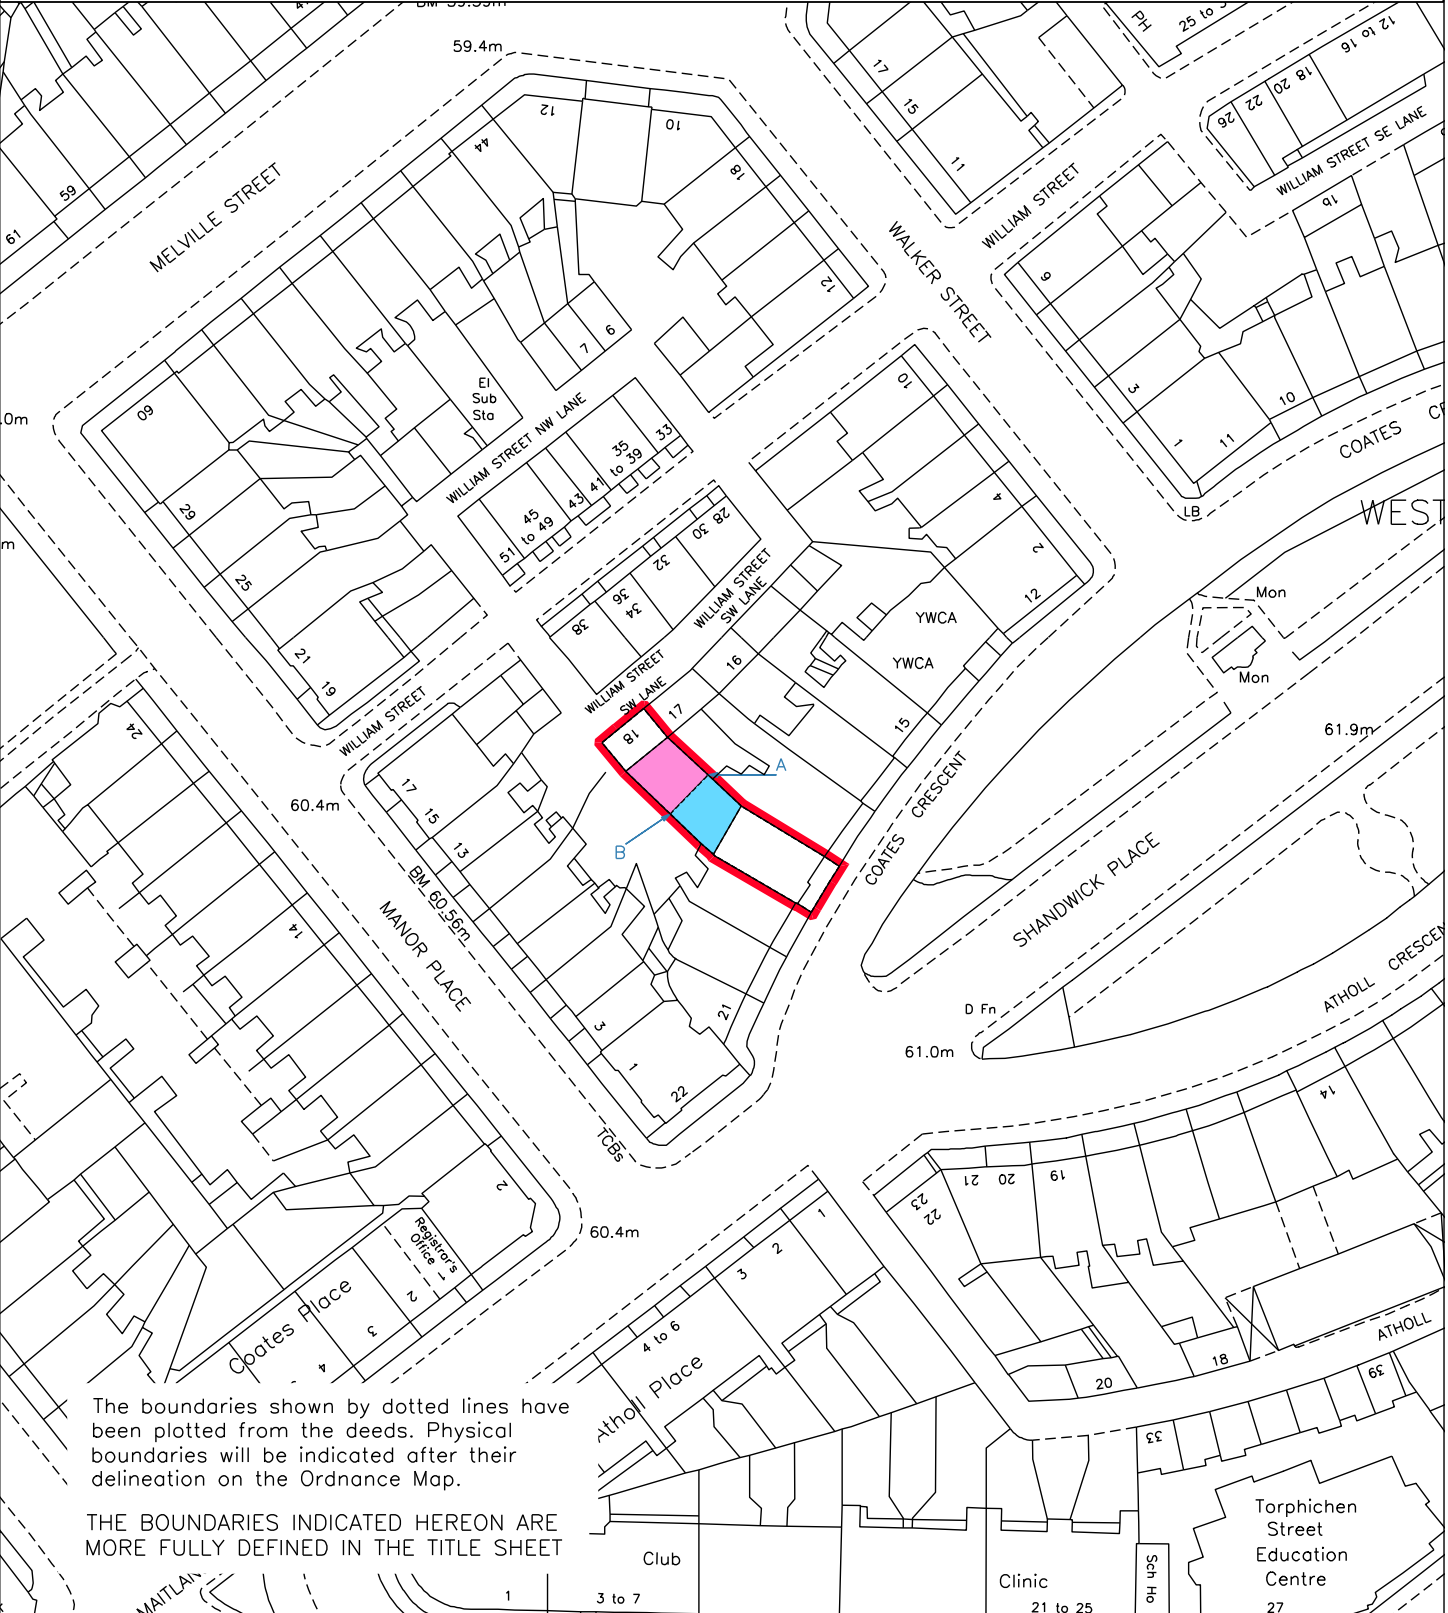 BM 59.59m
59.4m
PH
25 to 3
12 to 16
18
20
22
26
WILLIAM STREET SE LANE
17
15
11
WILLIAM STREET
1b
59
61
MELVILLE STREET
44
12
10
18
12
WALKER STREET
9
3
1
11
10
COATES
LB
WEST
.0m
m
60
29
25
21
19
El
Sub
Sta
7
6
WILLIAM STREET NW LANE
33
35
to 39
41
43
45
to 49
51
28
30
32
34
36
38
WILLIAM STREET
SW LANE
10
4
2
12
YWCA
YWCA
Mon
Mon
61.9m
WILLIAM STREET
SW LANE
16
17
18
15
A
B
COATES CRESCENT
WILLIAM STREET
24
60.4m
17
15
13
BM 60.56m
MANOR PLACE
14
SHANDWICK PLACE
ATHOLL CRESCEN
D Fn
61.0m
21
3
1
22
TCBs
14
2
60.4m
Registrar's
Office
1
2
3
4
Coates Place
1
2
3
4 to 6
Atholl Place
23
22
21
20
19
18
20
ATHOLL
39
33
The boundaries shown by dotted lines have
been plotted from the deeds. Physical
boundaries will be indicated after their
delineation on the Ordnance Map.
THE BOUNDARIES INDICATED HEREON ARE
MORE FULLY DEFINED IN THE TITLE SHEET
MAITLAN
1
3 to 7
Club
Clinic
21 to 25
Sch Ho
Torphichen
Street
Education
Centre
27